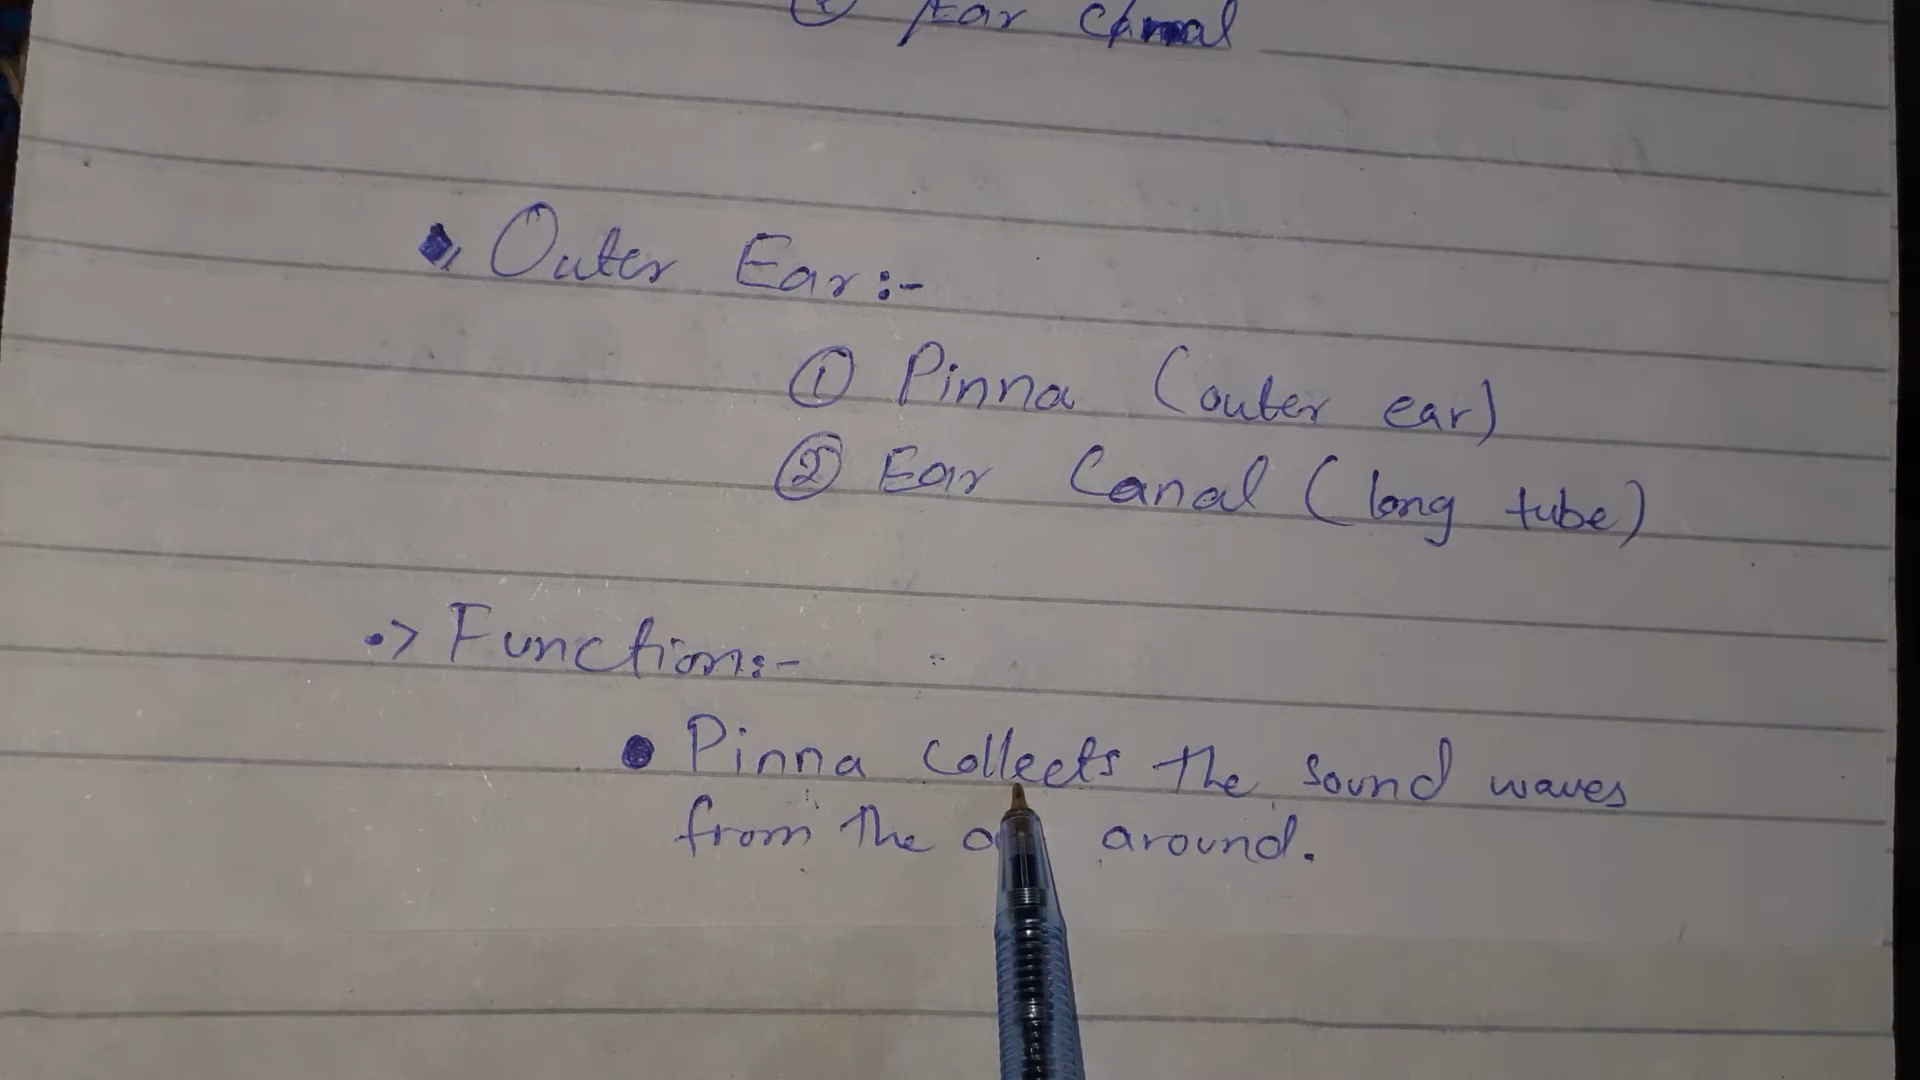 ② Ear Canal
Outer Ear:-
① Pinna (outer ear)
② Ear Canal (long tube)
•> Function:-
• Pinna collects the sound waves
from the around.